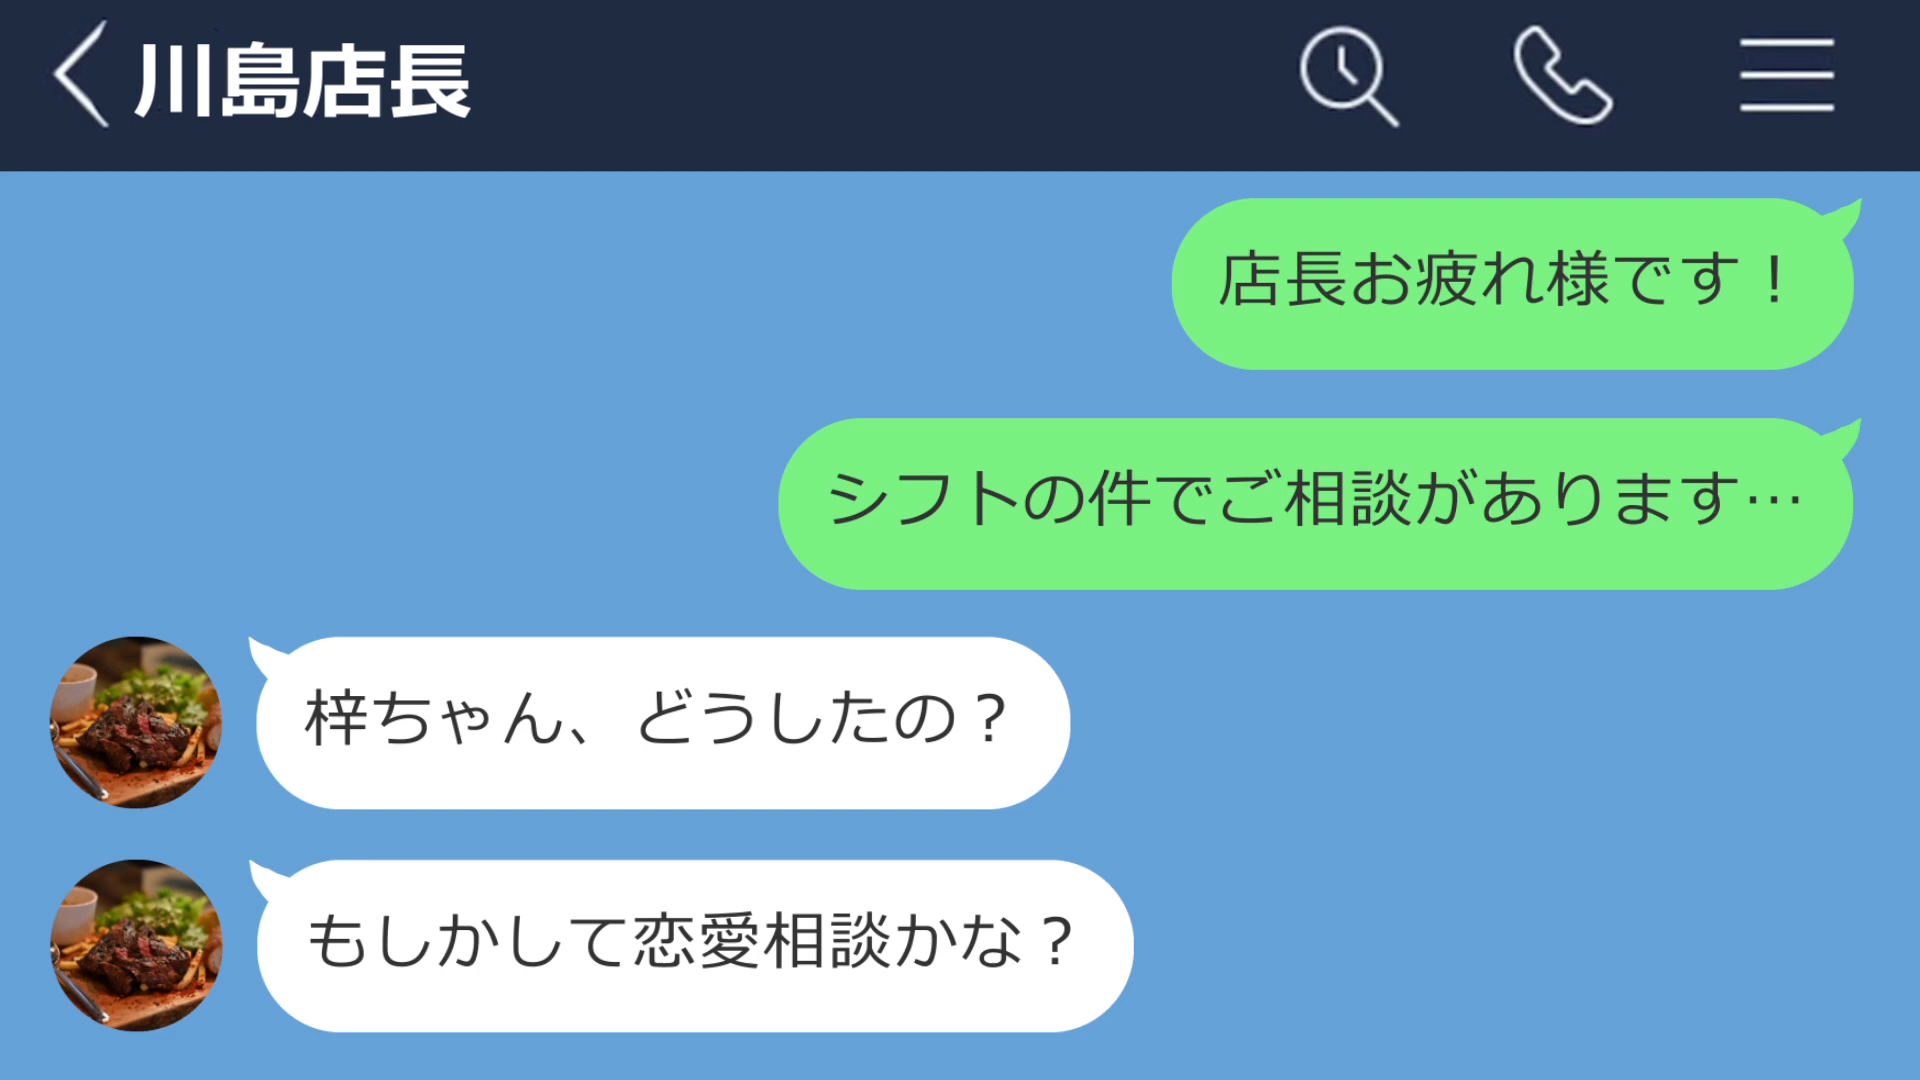 川島店長
店長お疲れ様です！
シフトの件でご相談があります…
梓ちゃん、どうしたの？
もしかして恋愛相談かな？